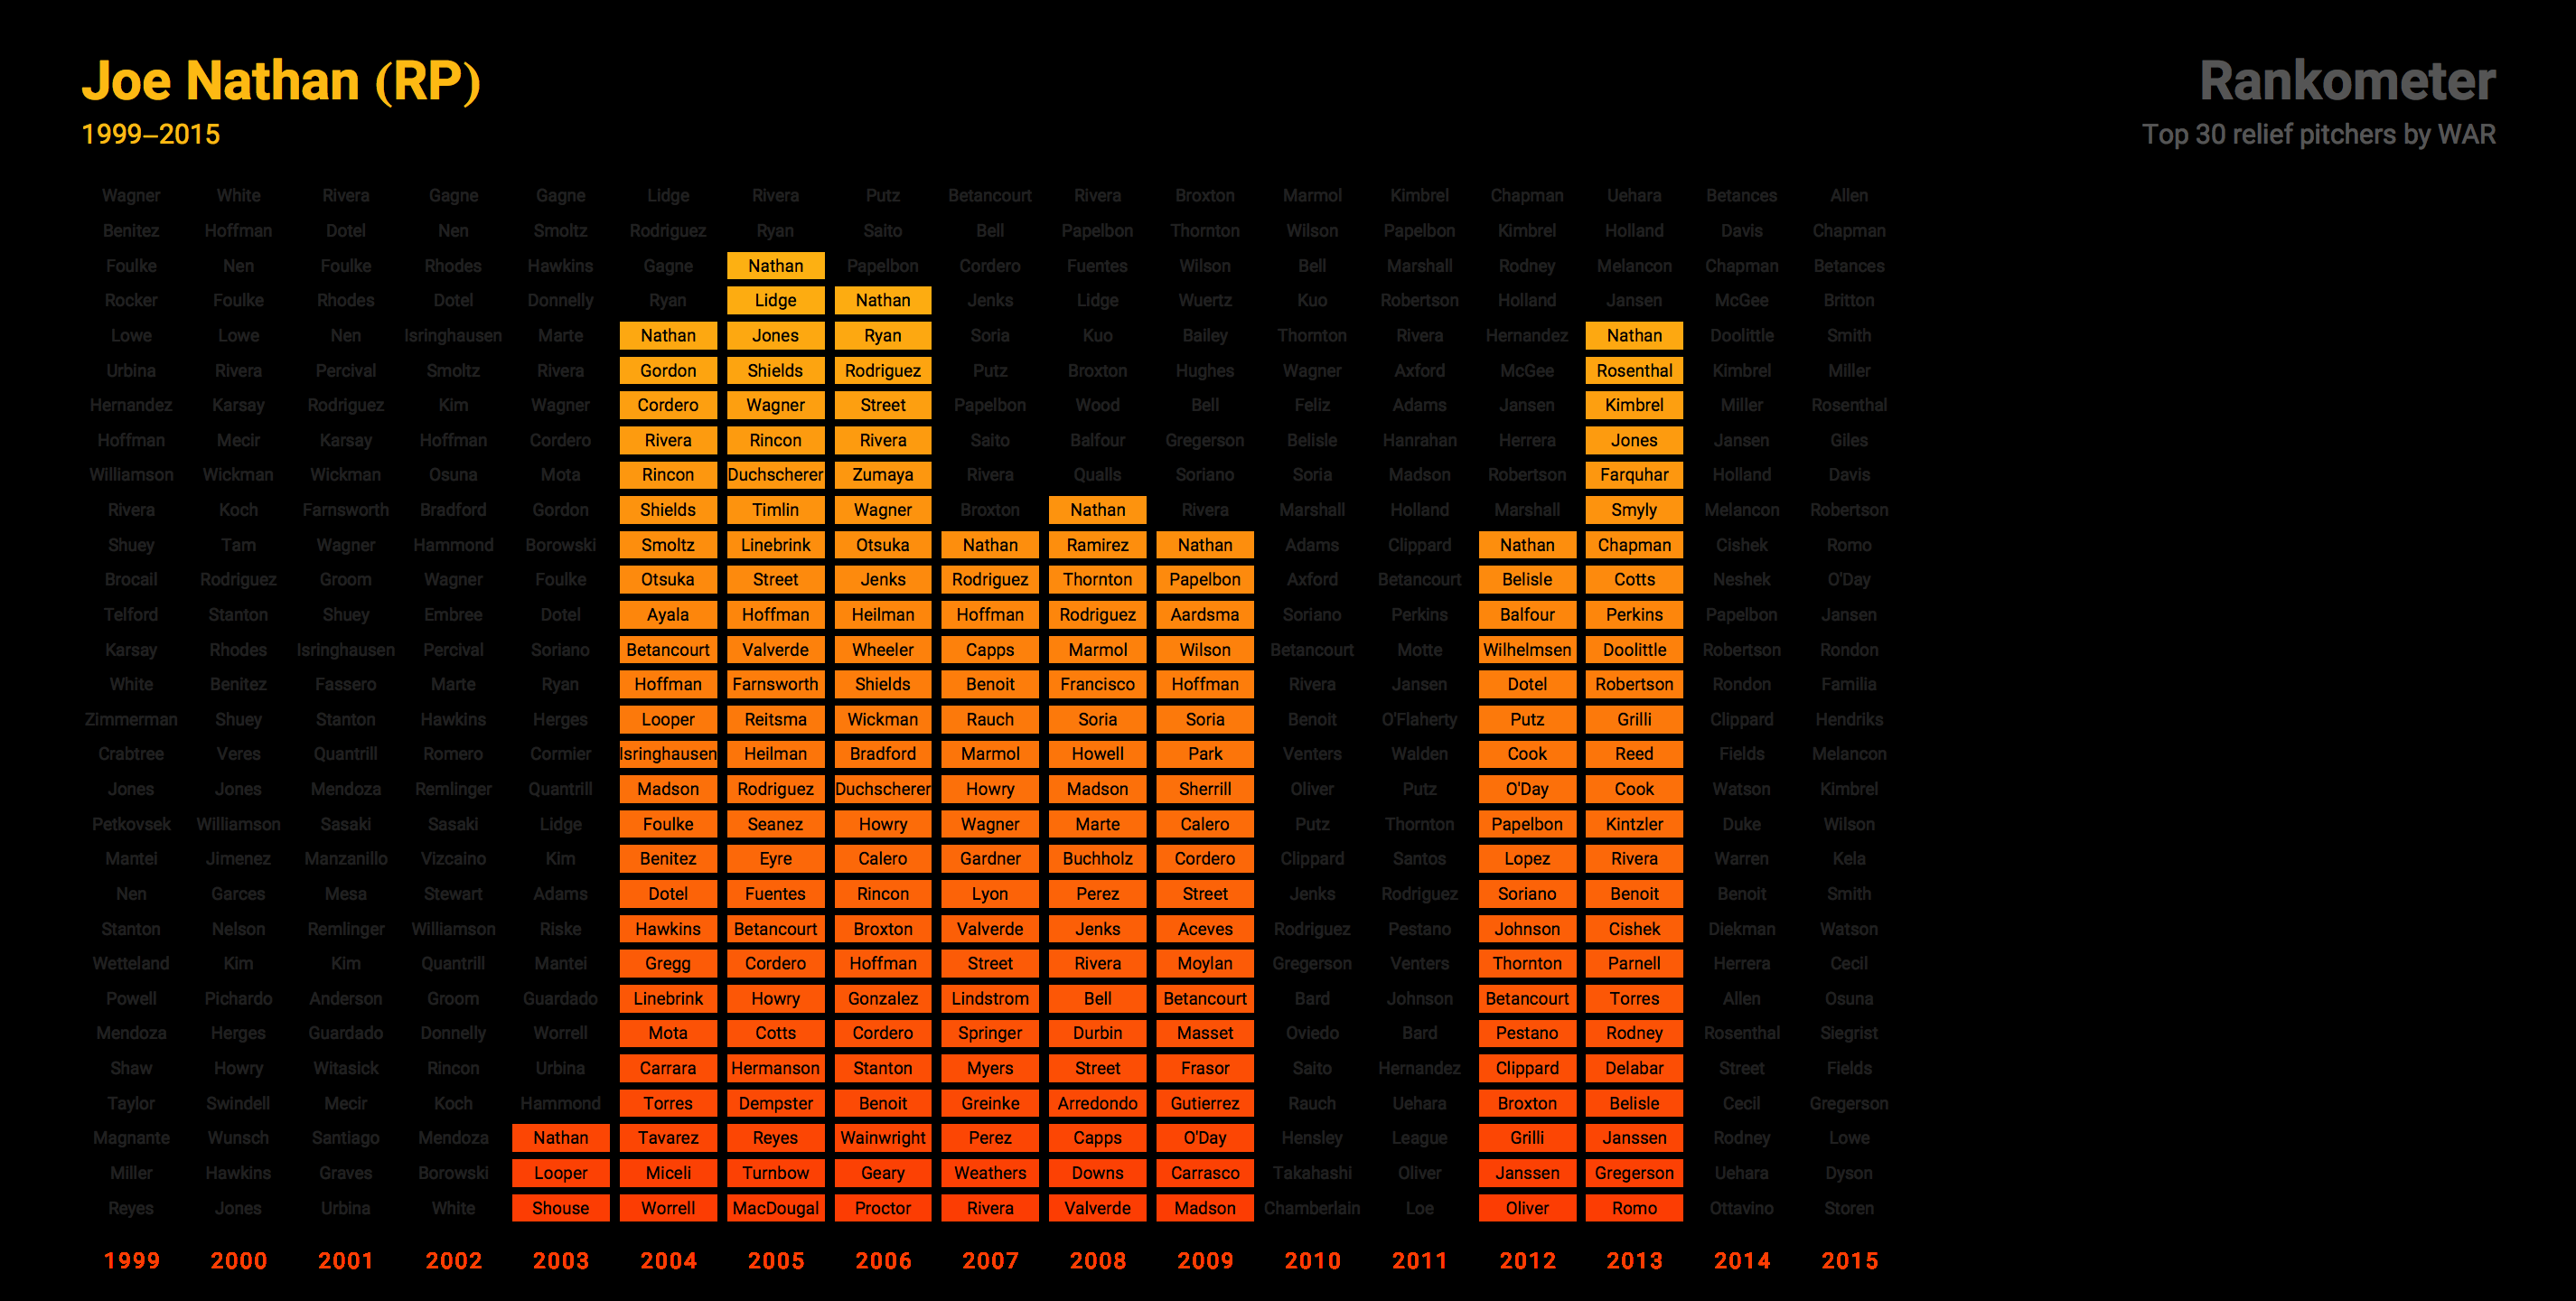 Joe Nathan (RP)
1999–2015
Rankometer
Top 30 relief pitchers by WAR
Wagner White Rivera Gagne Gagne Lidge Rivera Putz Betancourt Rivera Broxton Marmol Kimbrel Chapman Uehara Betances Allen
Benitez Hoffman Dotel Nen Smoltz Rodriguez Ryan Saito Bell Papelbon Thornton Wilson Papelbon Kimbrel Holland Davis Chapman
Foulke Nen Foulke Rhodes Hawkins Gagne Nathan Papelbon Cordero Fuentes Wilson Bell Marshall Rodney Melancon Chapman Betances
Rocker Foulke Rhodes Dotel Donnelly Ryan Lidge Nathan Jenks Lidge Wuertz Kuo Robertson Holland Jansen McGee Britton
Lowe Lowe Nen Isringhausen Marte Nathan Jones Ryan Soria Kuo Bailey Thornton Rivera Hernandez Nathan Doolittle Smith
Urbina Rivera Percival Smoltz Rivera Gordon Shields Rodriguez Putz Broxton Hughes Wagner Axford McGee Rosenthal Kimbrel Miller
Hernandez Karsay Rodriguez Kim Wagner Cordero Wagner Street Papelbon Wood Bell Feliz Adams Jansen Kimbrel Miller Rosenthal
Hoffman Mecir Karsay Hoffman Cordero Rivera Rincon Rivera Saito Balfour Gregerson Belisle Hanrahan Herrera Jones Jansen Giles
Williamson Wickman Wickman Osuna Mota Rincon Duchscherer Zumaya Rivera Qualls Soriano Soria Madson Robertson Farquhar Holland Davis
Rivera Koch Farnsworth Bradford Gordon Shields Timlin Wagner Broxton Nathan Rivera Marshall Holland Marshall Smyly Melancon Robertson
Shuey Tam Wagner Hammond Borowski Smoltz Linebrink Otsuka Nathan Ramirez Nathan Adams Clippard Nathan Chapman Cishek Romo
Brocail Rodriguez Groom Wagner Foulke Otsuka Street Jenks Rodriguez Thornton Papelbon Axford Betancourt Belisle Cotts Neshek O'Day
Telford Stanton Shuey Embree Dotel Ayala Hoffman Heilman Hoffman Rodriguez Aardsma Soriano Perkins Balfour Perkins Papelbon Jansen
Karsay Rhodes Isringhausen Percival Soriano Betancourt Valverde Wheeler Capps Marmol Wilson Betancourt Motte Wilhelmsen Doolittle Robertson Rondon
White Benitez Fassero Marte Ryan Hoffman Farnsworth Shields Benoit Francisco Hoffman Rivera Jansen Dotel Robertson Rondon Familia
Zimmerman Shuey Stanton Hawkins Herges Looper Reitsma Wickman Rauch Soria Soria Benoit O'Flaherty Putz Grilli Clippard Hendriks
Crabtree Veres Quantrill Romero Cormier Isringhausen Heilman Bradford Marmol Howell Park Venters Walden Cook Reed Fields Melancon
Jones Jones Mendoza Remlinger Quantrill Madson Rodriguez Duchscherer Howry Madson Sherrill Oliver Putz O'Day Cook Watson Kimbrel
Petkovsek Williamson Sasaki Sasaki Lidge Foulke Seanez Howry Wagner Marte Calero Putz Thornton Papelbon Kintzler Duke Wilson
Mantei Jimenez Manzanillo Vizcaino Kim Benitez Eyre Calero Gardner Buchholz Cordero Clippard Santos Lopez Rivera Warren Kela
Nen Garces Mesa Stewart Adams Dotel Fuentes Rincon Lyon Perez Street Jenks Rodriguez Soriano Benoit Benoit Smith
Stanton Nelson Remlinger Williamson Riske Hawkins Betancourt Broxton Valverde Jenks Aceves Rodriguez Pestano Johnson Cishek Diekman Watson
Wetteland Kim Kim Quantrill Mantei Gregg Cordero Hoffman Street Rivera Moylan Gregerson Venters Thornton Parnell Herrera Cecil
Powell Pichardo Anderson Groom Guardado Linebrink Howry Gonzalez Lindstrom Bell Betancourt Bard Johnson Betancourt Torres Allen Osuna
Mendoza Herges Guardado Donnelly Worrell Mota Cotts Cordero Springer Durbin Masset Oviedo Bard Pestano Rodney Rosenthal Siegrist
Shaw Howry Witasick Rincon Urbina Carrara Hermanson Stanton Myers Street Frasor Saito Hernandez Clippard Delabar Street Fields
Taylor Swindell Mecir Koch Hammond Torres Dempster Benoit Greinke Arredondo Gutierrez Rauch Uehara Broxton Belisle Cecil Gregerson
Magnante Wunsch Santiago Mendoza Nathan Tavarez Reyes Wainwright Perez Capps O'Day Hensley League Grilli Janssen Rodney Lowe
Miller Hawkins Graves Borowski Looper Miceli Turnbow Geary Weathers Downs Carrasco Takahashi Oliver Janssen Gregerson Uehara Dyson
Reyes Jones Urbina White Shouse Worrell MacDougal Proctor Rivera Valverde Madson Chamberlain Loe Oliver Romo Ottavino Storen
1999 2000 2001 2002 2003 2004 2005 2006 2007 2008 2009 2010 2011 2012 2013 2014 2015